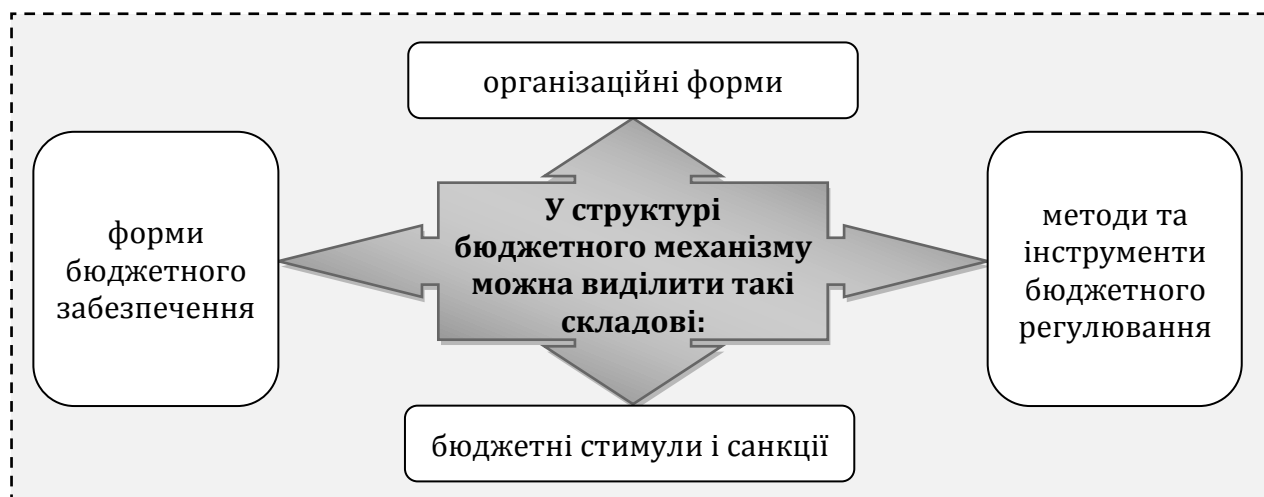 організаційні форми
форми
бюджетного
забезпечення
У структурі
бюджетного механізму
можна виділити такі
складові:
методи та
інструменти
бюджетного
регулювання
бюджетні стимули і санкції